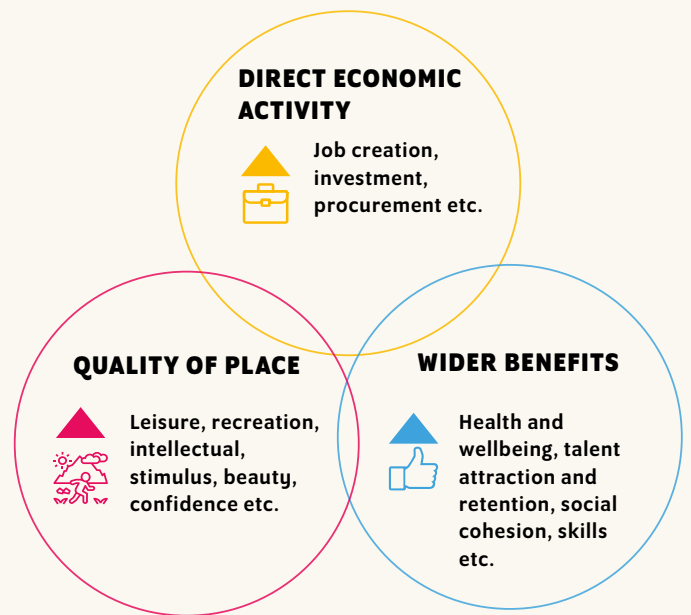 DIRECT ECONOMIC
ACTIVITY
Job creation,
investment,
procurement etc.
QUALITY OF PLACE
Leisure, recreation,
intellectual,
stimulus, beauty,
confidence etc.
WIDER BENEFITS
Health and
wellbeing, talent
attraction and
retention, social
cohesion, skills
etc.